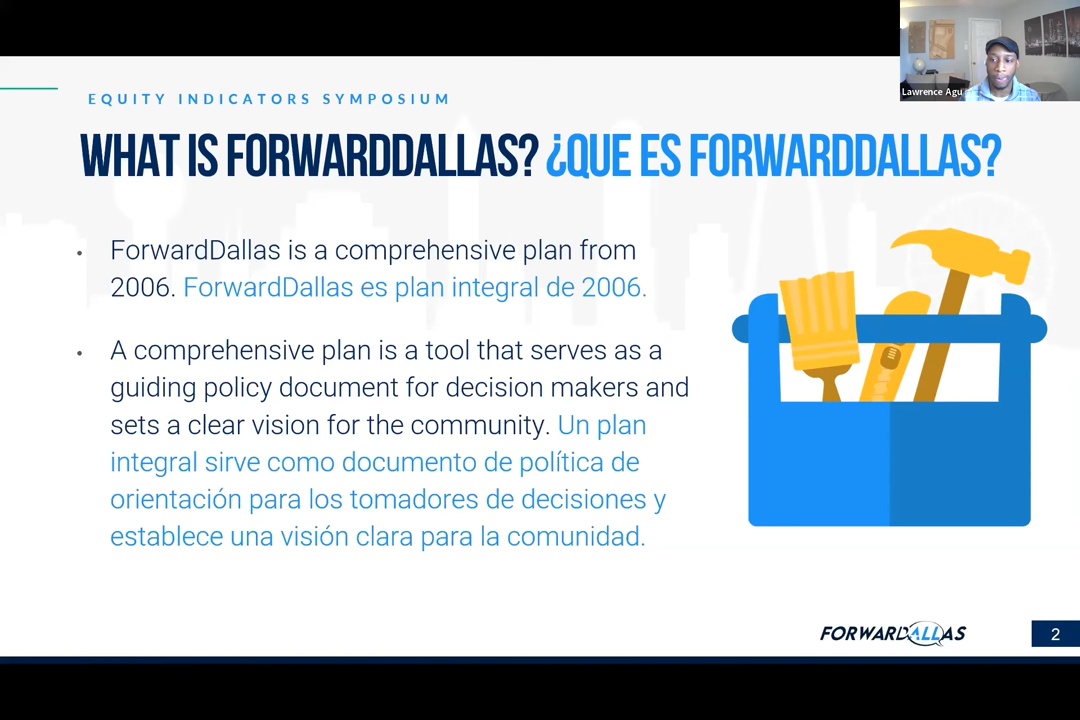 Lawrence Agu
EQUITY INDICATORS SYMPOSIUM
WHAT IS FORWARDDALLAS? ¿QUE ES FORWARDDALLAS?
• ForwardDallas is a comprehensive plan from
2006. ForwardDallas es plan integral de 2006.
• A comprehensive plan is a tool that serves as a
guiding policy document for decision makers and
sets a clear vision for the community. Un plan
integral sirve como documento de política de
orientación para los tomadores de decisiones y
establece una visión clara para la comunidad.
FORWARDALLAS
2